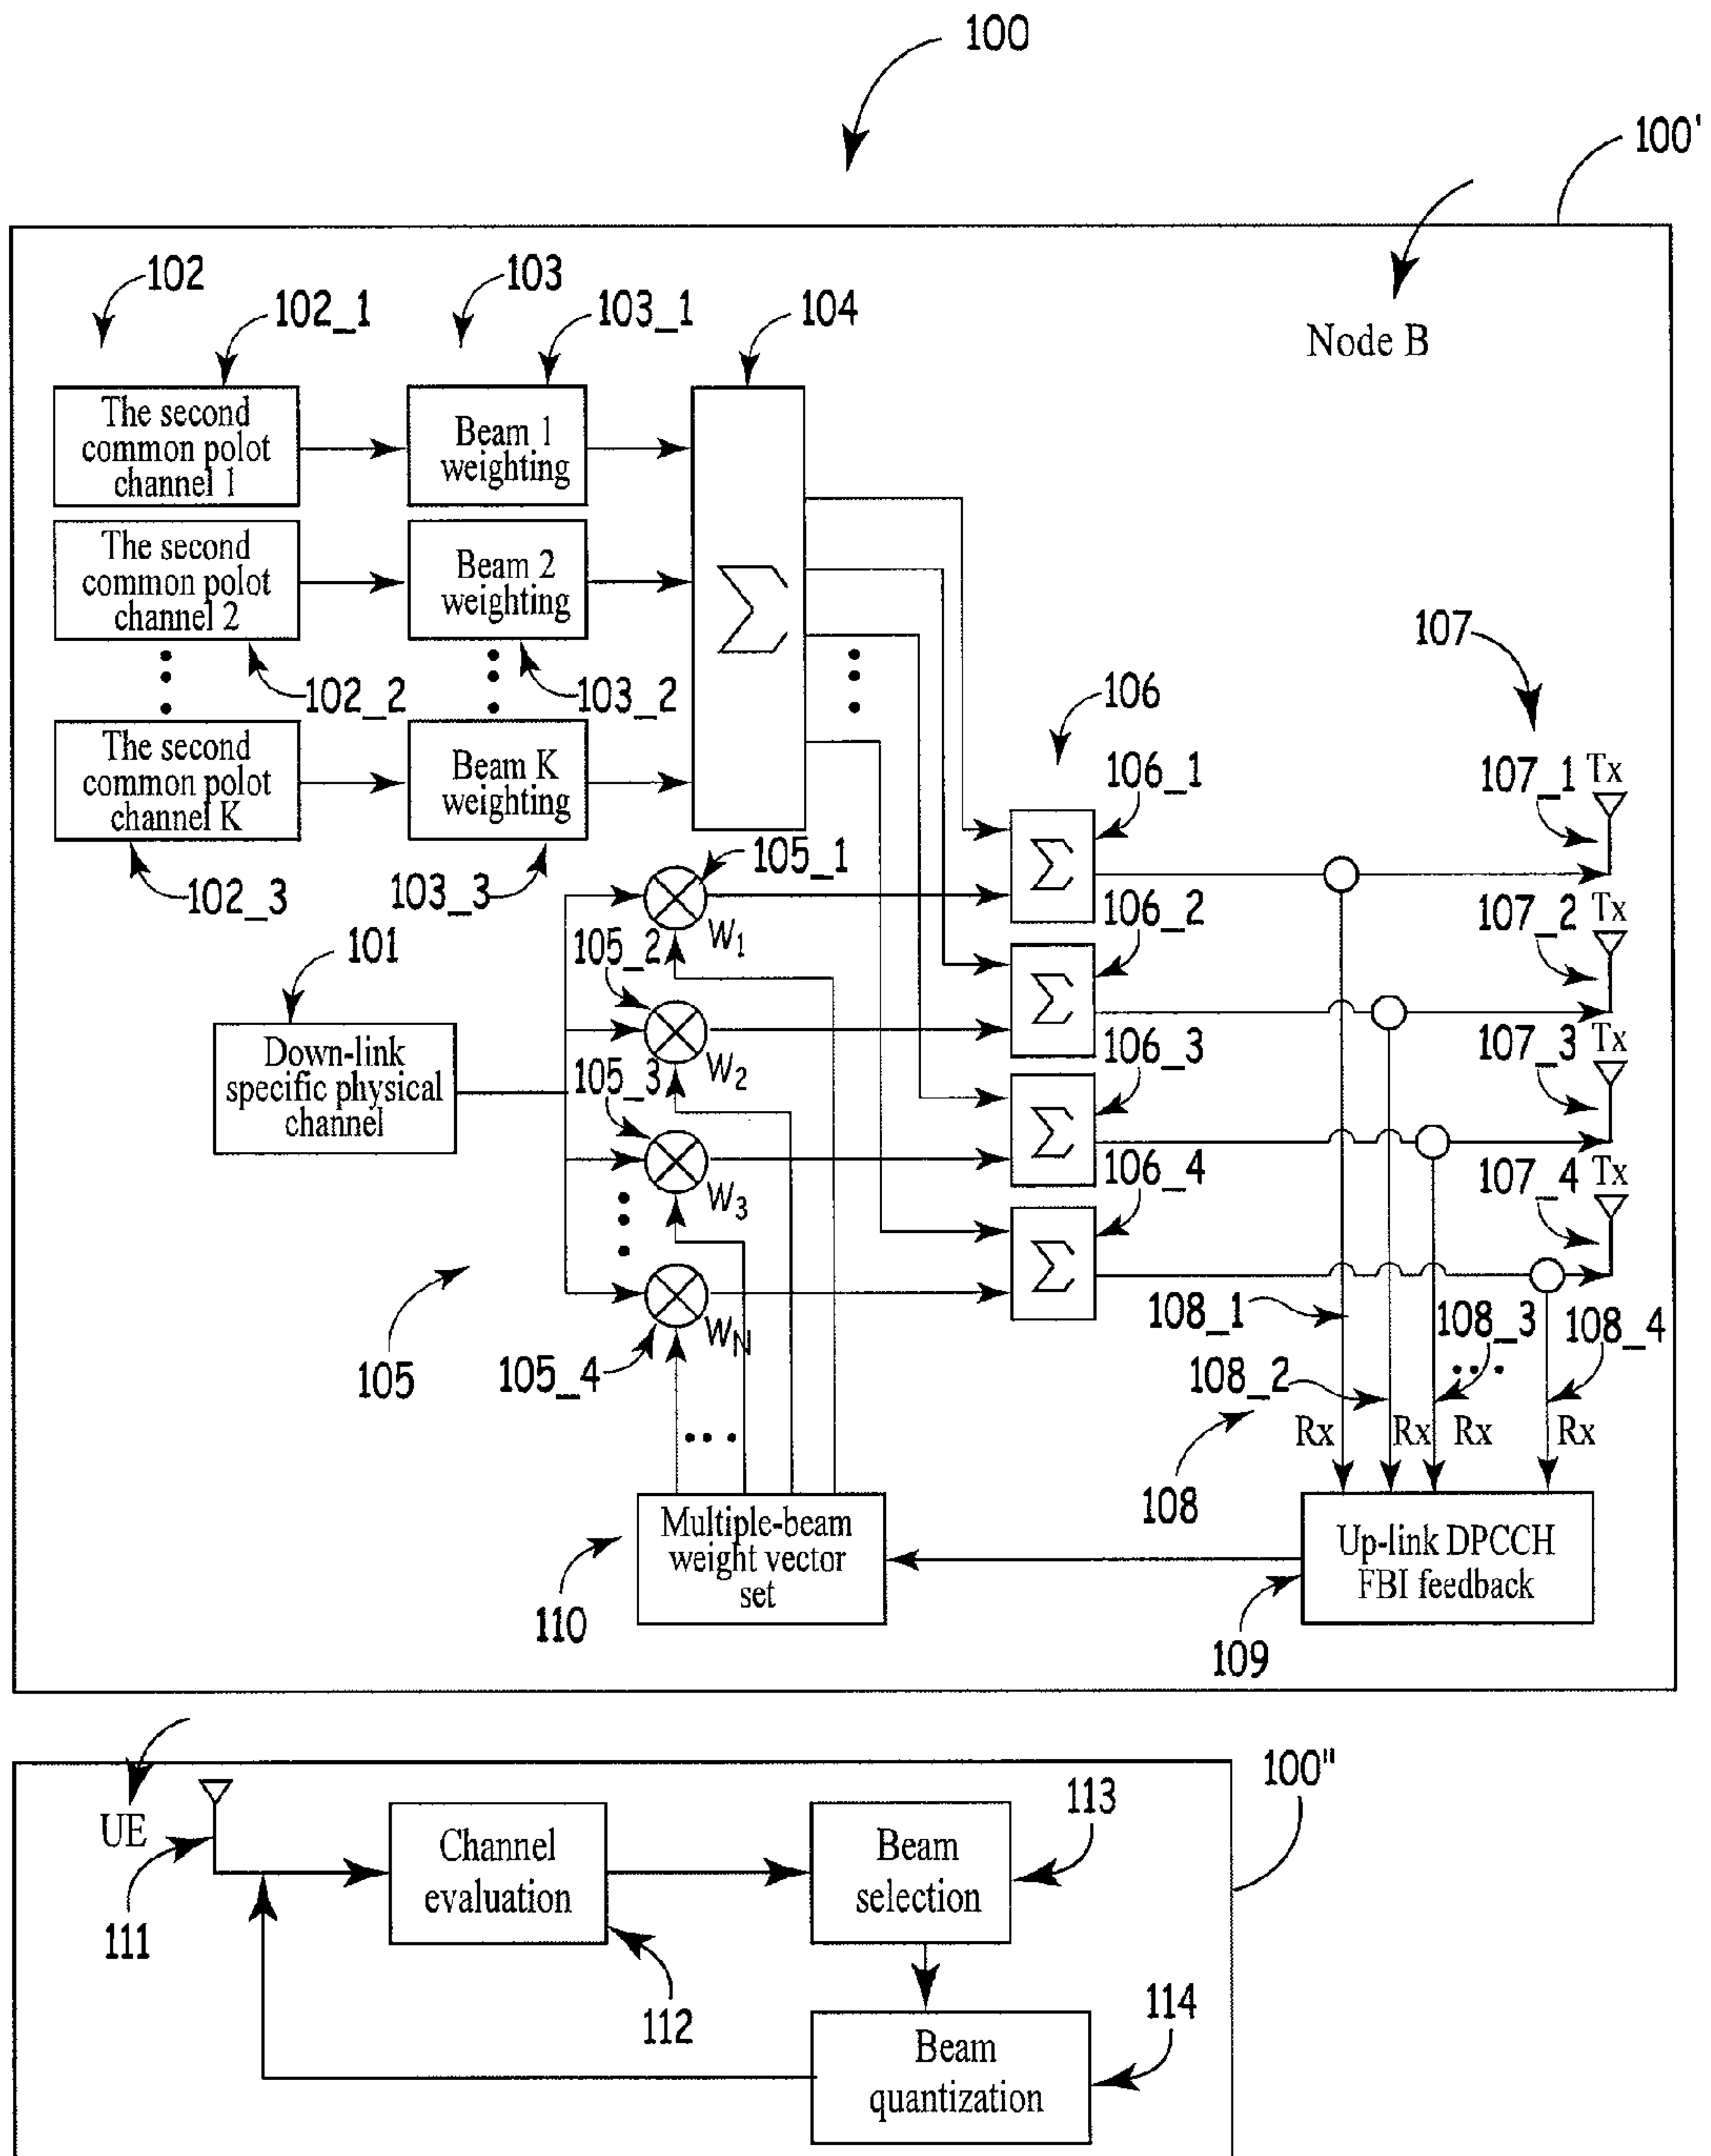 100
100'
102
102_1
103
103_1
104
Node B
The second
common polot
channel 1
Beam 1
weighting
The second
common polot
channel 2
Beam 2
weighting
Σ
102_2
103_2
107
106
The second
common polot
channel K
Beam K
weighting
106_1
107_1
Tx
102_3
103_3
105_1
Σ
W1
106_2
107_2
Tx
101
105_2
Σ
Down-link
specific physical
channel
W2
105_3
106_3
107_3
Tx
Σ
W3
106_4
107_4
Tx
Σ
105
WN
105_4
108_1
108_3
108_4
108_2
108
Rx
Rx
Rx
Rx
Multiple-beam
weight vector
set
110
Up-link DPCCH
FBI feedback
109
100"
UE
111
Channel
evaluation
112
Beam
selection
113
Beam
quantization
114